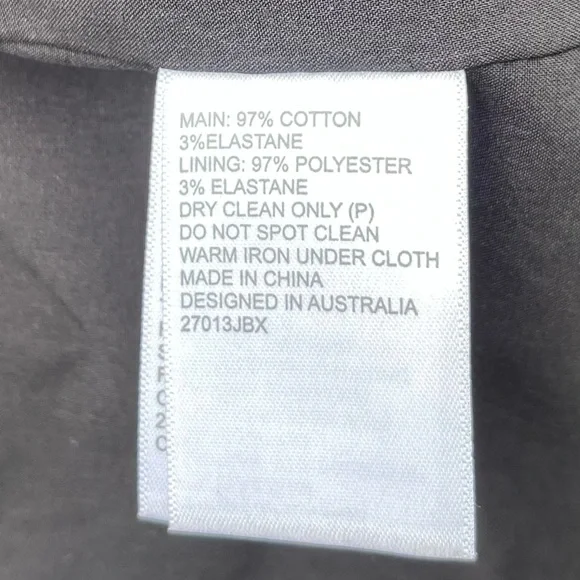 MAIN: 97% COTTON
3%ELASTANE
LINING: 97% POLYESTER
3% ELASTANE
DRY CLEAN ONLY (P)
DO NOT SPOT CLEAN
WARM IRON UNDER CLOTH
MADE IN CHINA
DESIGNED IN AUSTRALIA
27013JBX